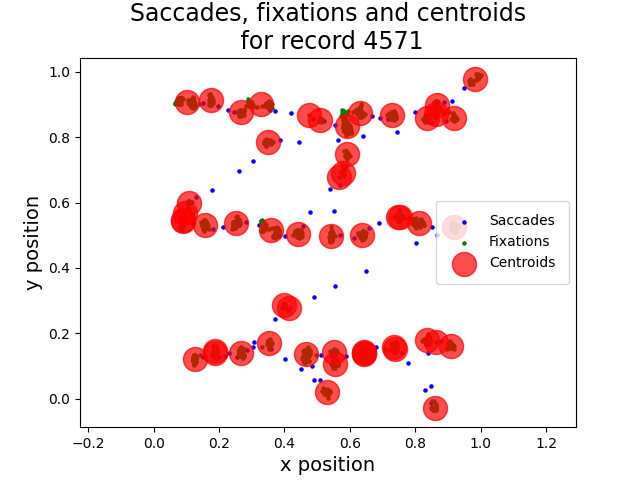 Saccades, fixations and centroids
for record 4571
1.0
0.8
0.6
0.4
0.2
0.0
y position
Saccades
Fixations
Centroids
−0.2
0.0
0.2
0.4
0.6
0.8
1.0
1.2
x position